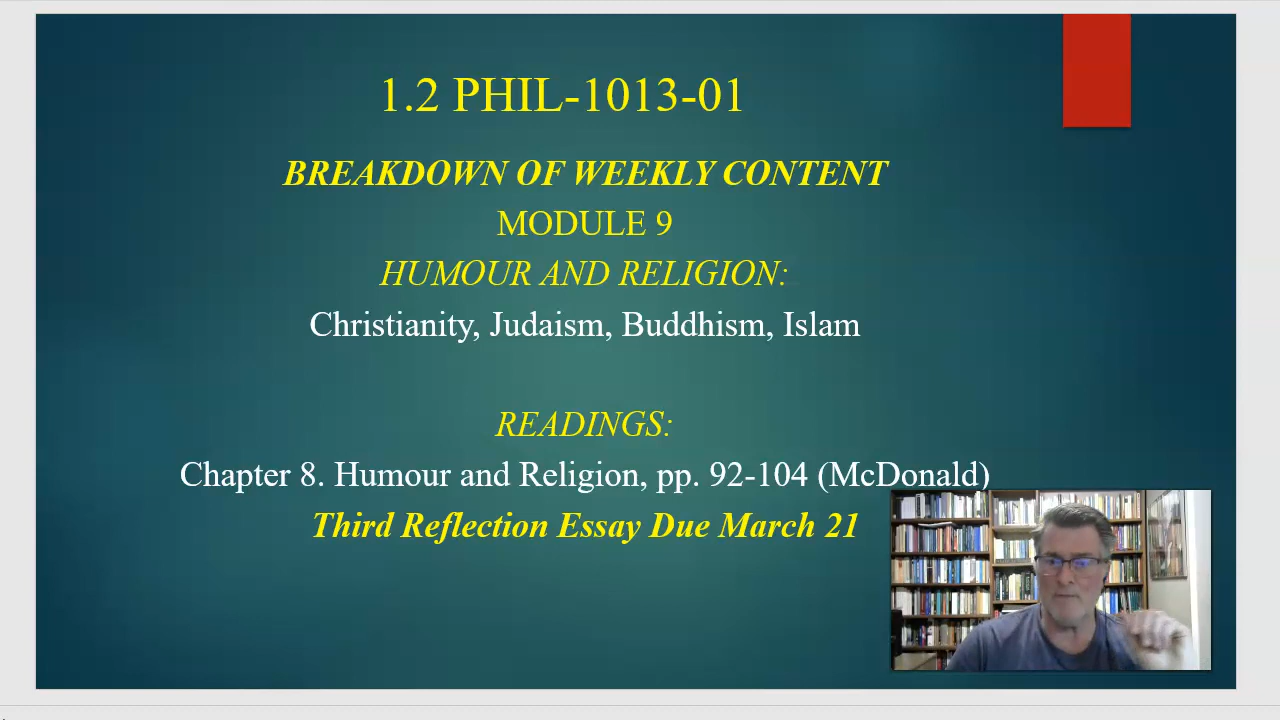 1.2 PHIL-1013-01
BREAKDOWN OF WEEKLY CONTENT
MODULE 9
HUMOUR AND RELIGION:
Christianity, Judaism, Buddhism, Islam
READINGS:
Chapter 8. Humour and Religion, pp. 92-104 (McDonald)
Third Reflection Essay Due March 21